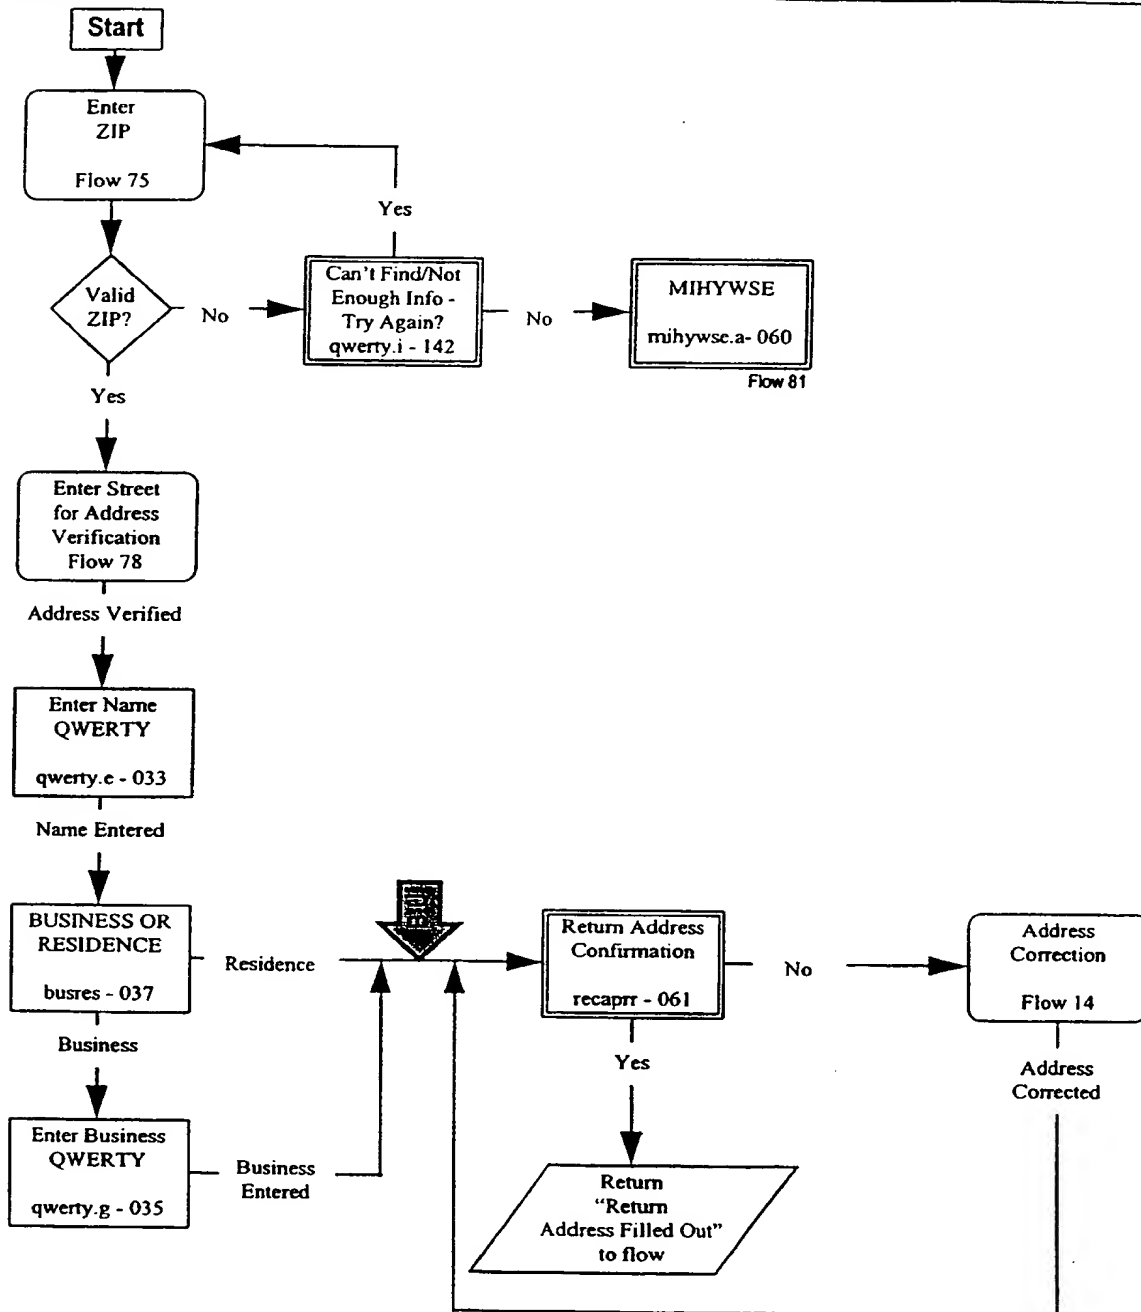 Start
Enter
ZIP
Flow 75
Yes
Valid
ZIP?
No
Can't Find/Not
Enough Info -
Try Again?
qwerty.i - 142
No
MIHYWSE
mihywse.a- 060
Flow 81
Yes
Enter Street
for Address
Verification
Flow 78
Address Verified
Enter Name
QWERTY
qwerty.e - 033
Name Entered
BUSINESS OR
RESIDENCE
busres - 037
Residence
Business
Enter Business
QWERTY
qwerty.g - 035
Business
Entered
Return Address
Confirmation
recaprr - 061
No
Address
Correction
Flow 14
Yes
Address
Corrected
Return
“Return
Address Filled Out”
to flow